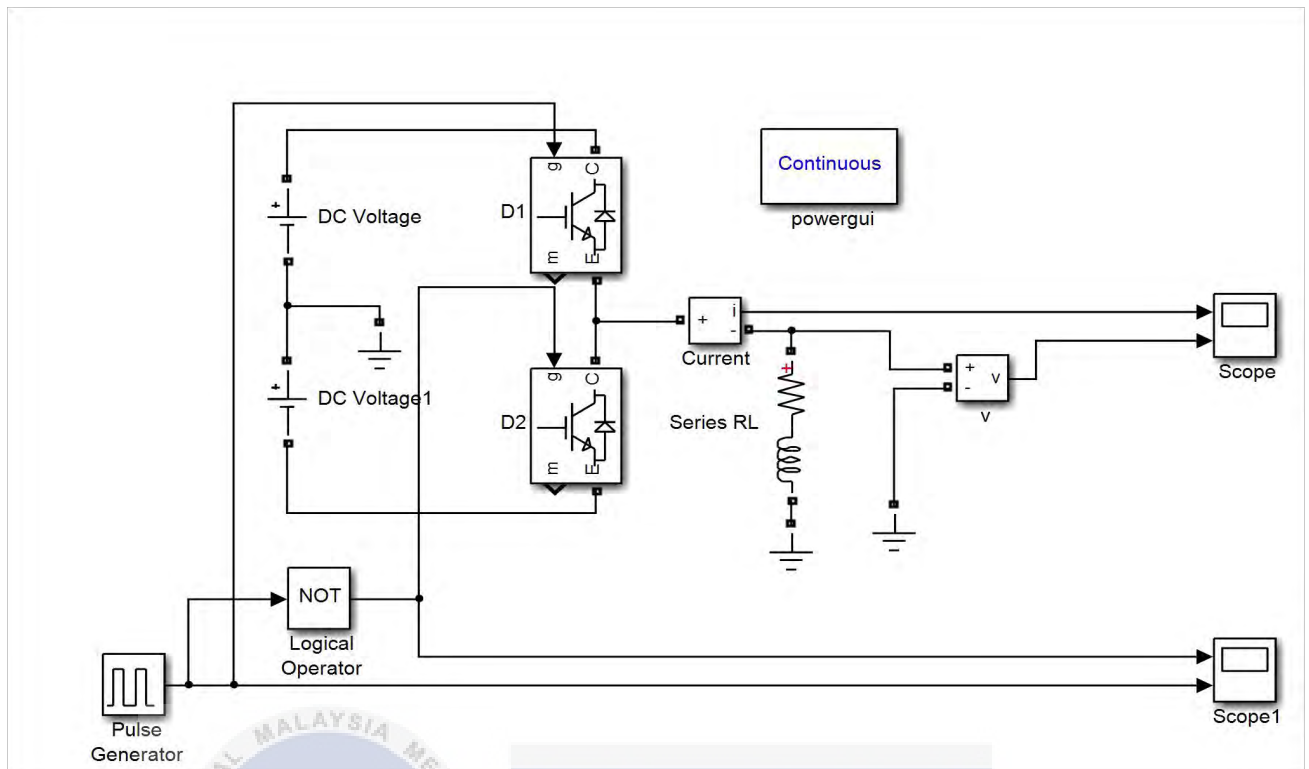 g
C
D1
m
E
DC Voltage
Continuous
powergui
+
i
-
Current
Scope
g
C
D2
m
E
DC Voltage1
Series RL
+
+
-
v
v
NOT
Logical
Operator
Pulse
Generator
Scope1
MALAYSIA